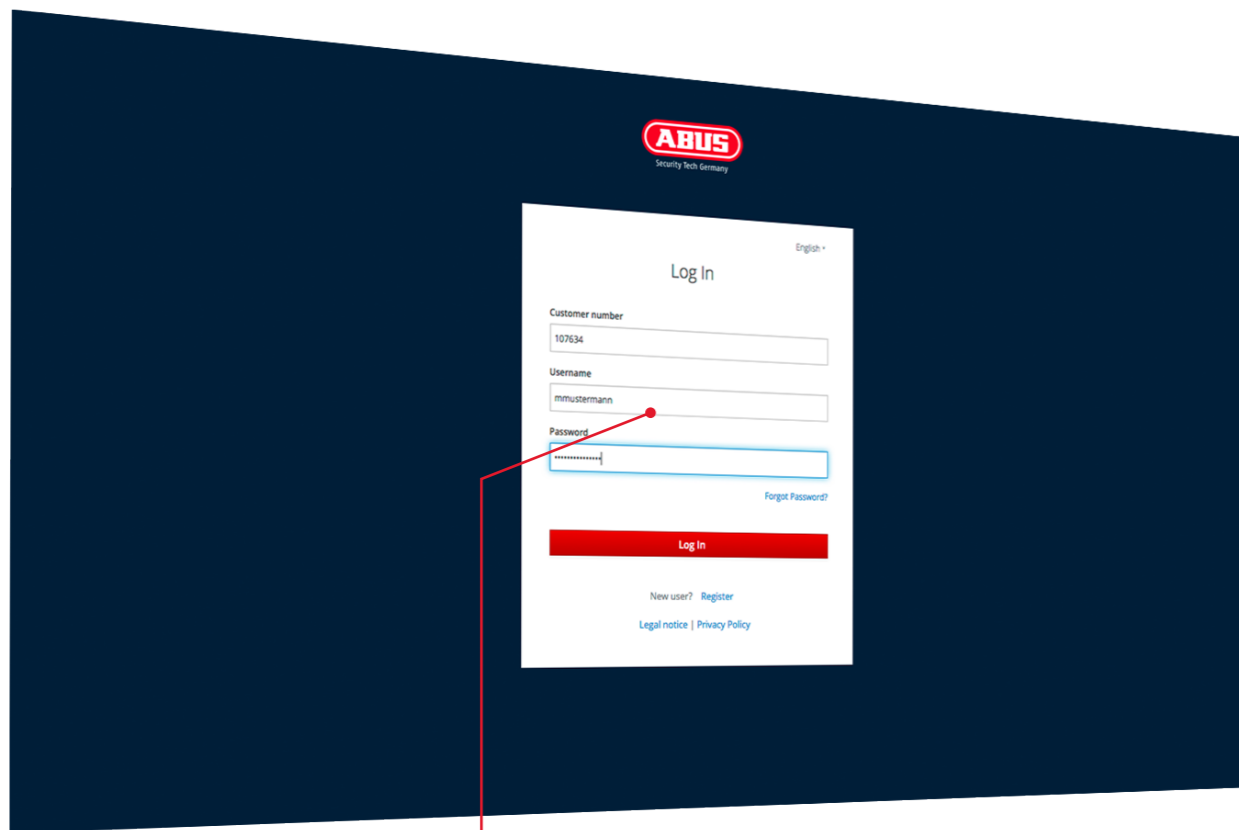 ABUS
Security Tech Germany
English
Log In
Customer number
107634
Username
mmustermann
Password
•••••••••••••••
Forgot Password?
Log In
New user? Register
Legal notice | Privacy Policy